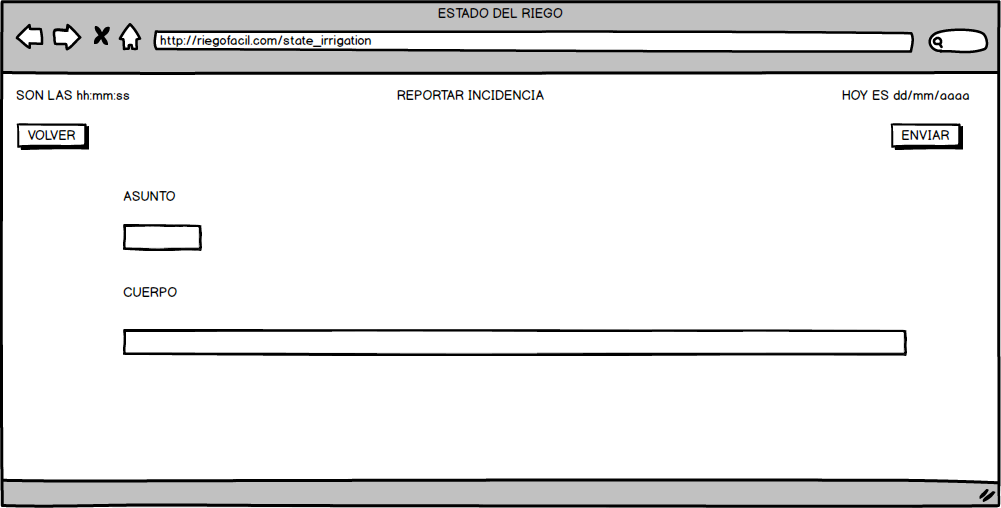 ESTADO DEL RIEGO
http://riegofacil.com/state_irrigation
SON LAS hh:mm:ss
REPORTAR INCIDENCIA
HOY ES dd/mm/aaaa
VOLVER
ENVIAR
ASUNTO
CUERPO